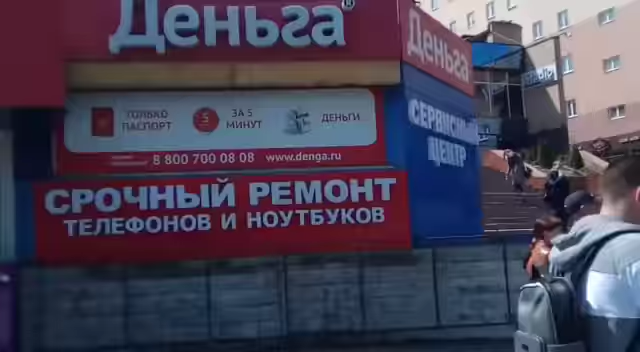 Деньга®
Деньга
ТОЛЬКО
ПАСПОРТ
5
ЗА 5
МИНУТ
ДЕНЬГИ
8 800 700 08 08 www.denga.ru
СРОЧНЫЙ РЕМОНТ
ТЕЛЕФОНОВ И НОУТБУКОВ
СЕРВИСНЫЙ
ЦЕНТР